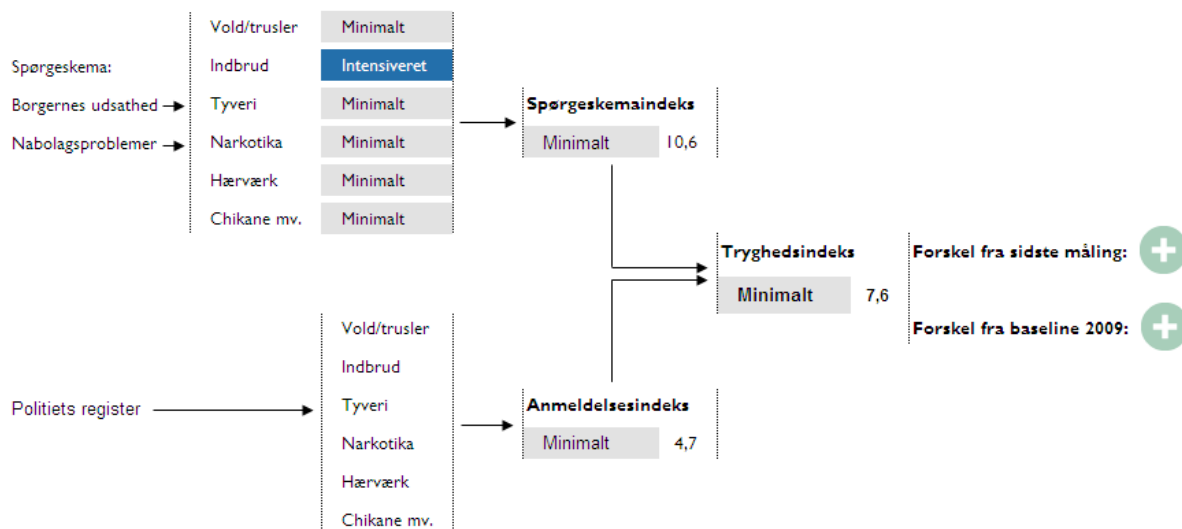 Vold/trusler Minimalt
Spørgeskema: Indbrud Intensiveret
Borgernes udsathed Tyveri Minimalt
Nabolagsproblemer Narkotika Minimalt
Hærværk Minimalt
Chikane mv. Minimalt
Spørgeskemaindeks
Minimalt 10,6
Tryghedsindeks
Minimalt 7,6
Forskel fra sidste måling:
Forskel fra baseline 2009:
Politiets register
Vold/trusler
Indbrud
Tyveri
Narkotika
Hærværk
Chikane mv.
Anmeldelsesindeks
Minimalt 4,7